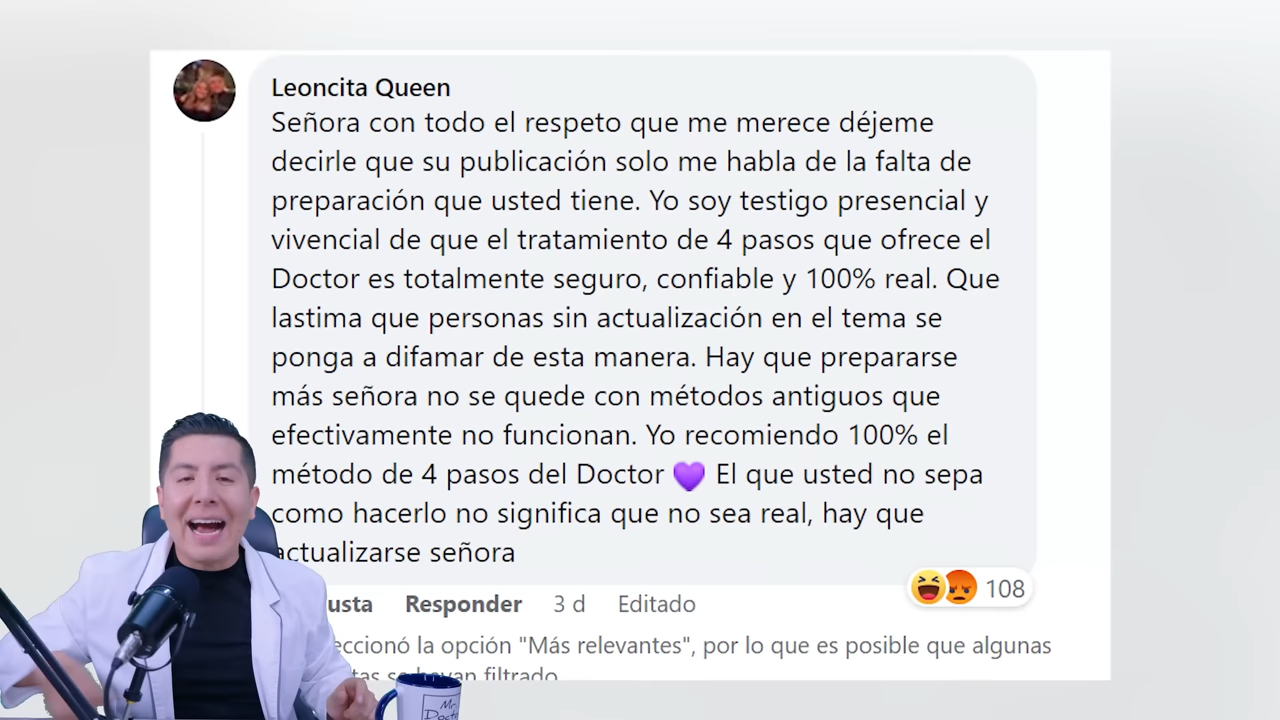 Leoncita Queen
Señora con todo el respeto que me merece déjeme
decirle que su publicación solo me habla de la falta de
preparación que usted tiene. Yo soy testigo presencial y
vivencial de que el tratamiento de 4 pasos que ofrece el
Doctor es totalmente seguro, confiable y 100% real. Que
lastima que personas sin actualización en el tema se
ponga a difamar de esta manera. Hay que prepararse
más señora no se quede con métodos antiguos que
efectivamente no funcionan. Yo recomiendo 100% el
método de 4 pasos del Doctor 💜 El que usted no sepa
como hacerlo no significa que no sea real, hay que
actualizarse señora
108
usta Responder 3 d Editado
eccionó la opción "Más relevantes", por lo que es posible que algunas
filtrado
Mr.